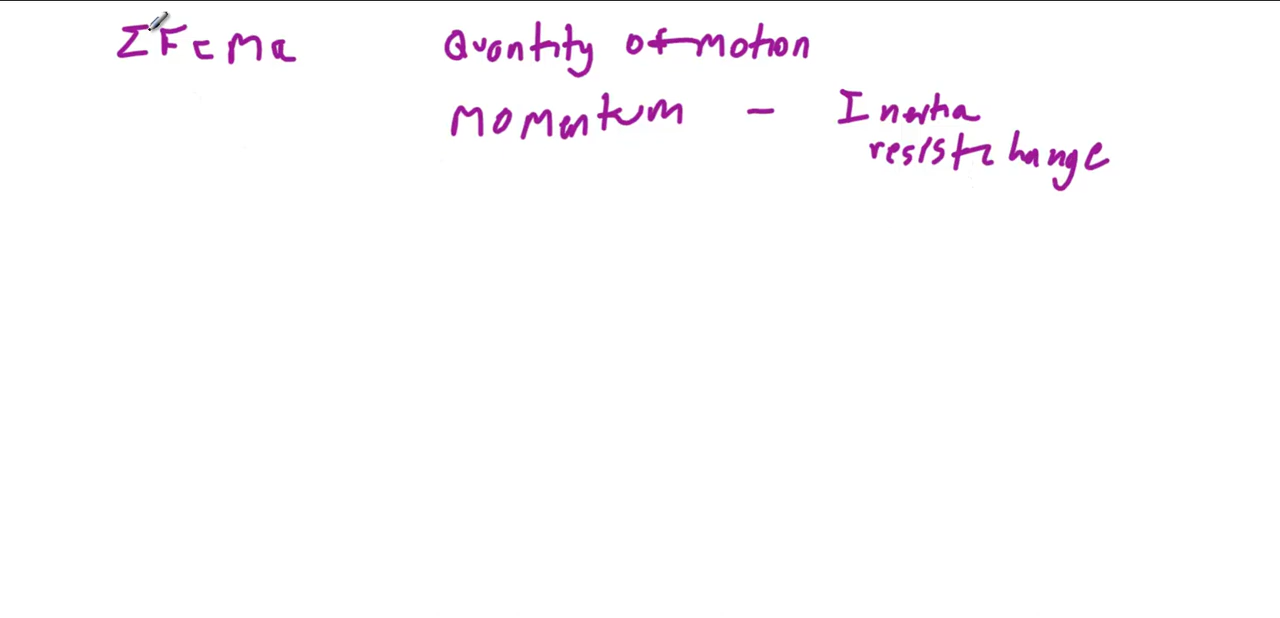 ΣF = ma
Quantity of motion
Momentum - Inertia
resist change